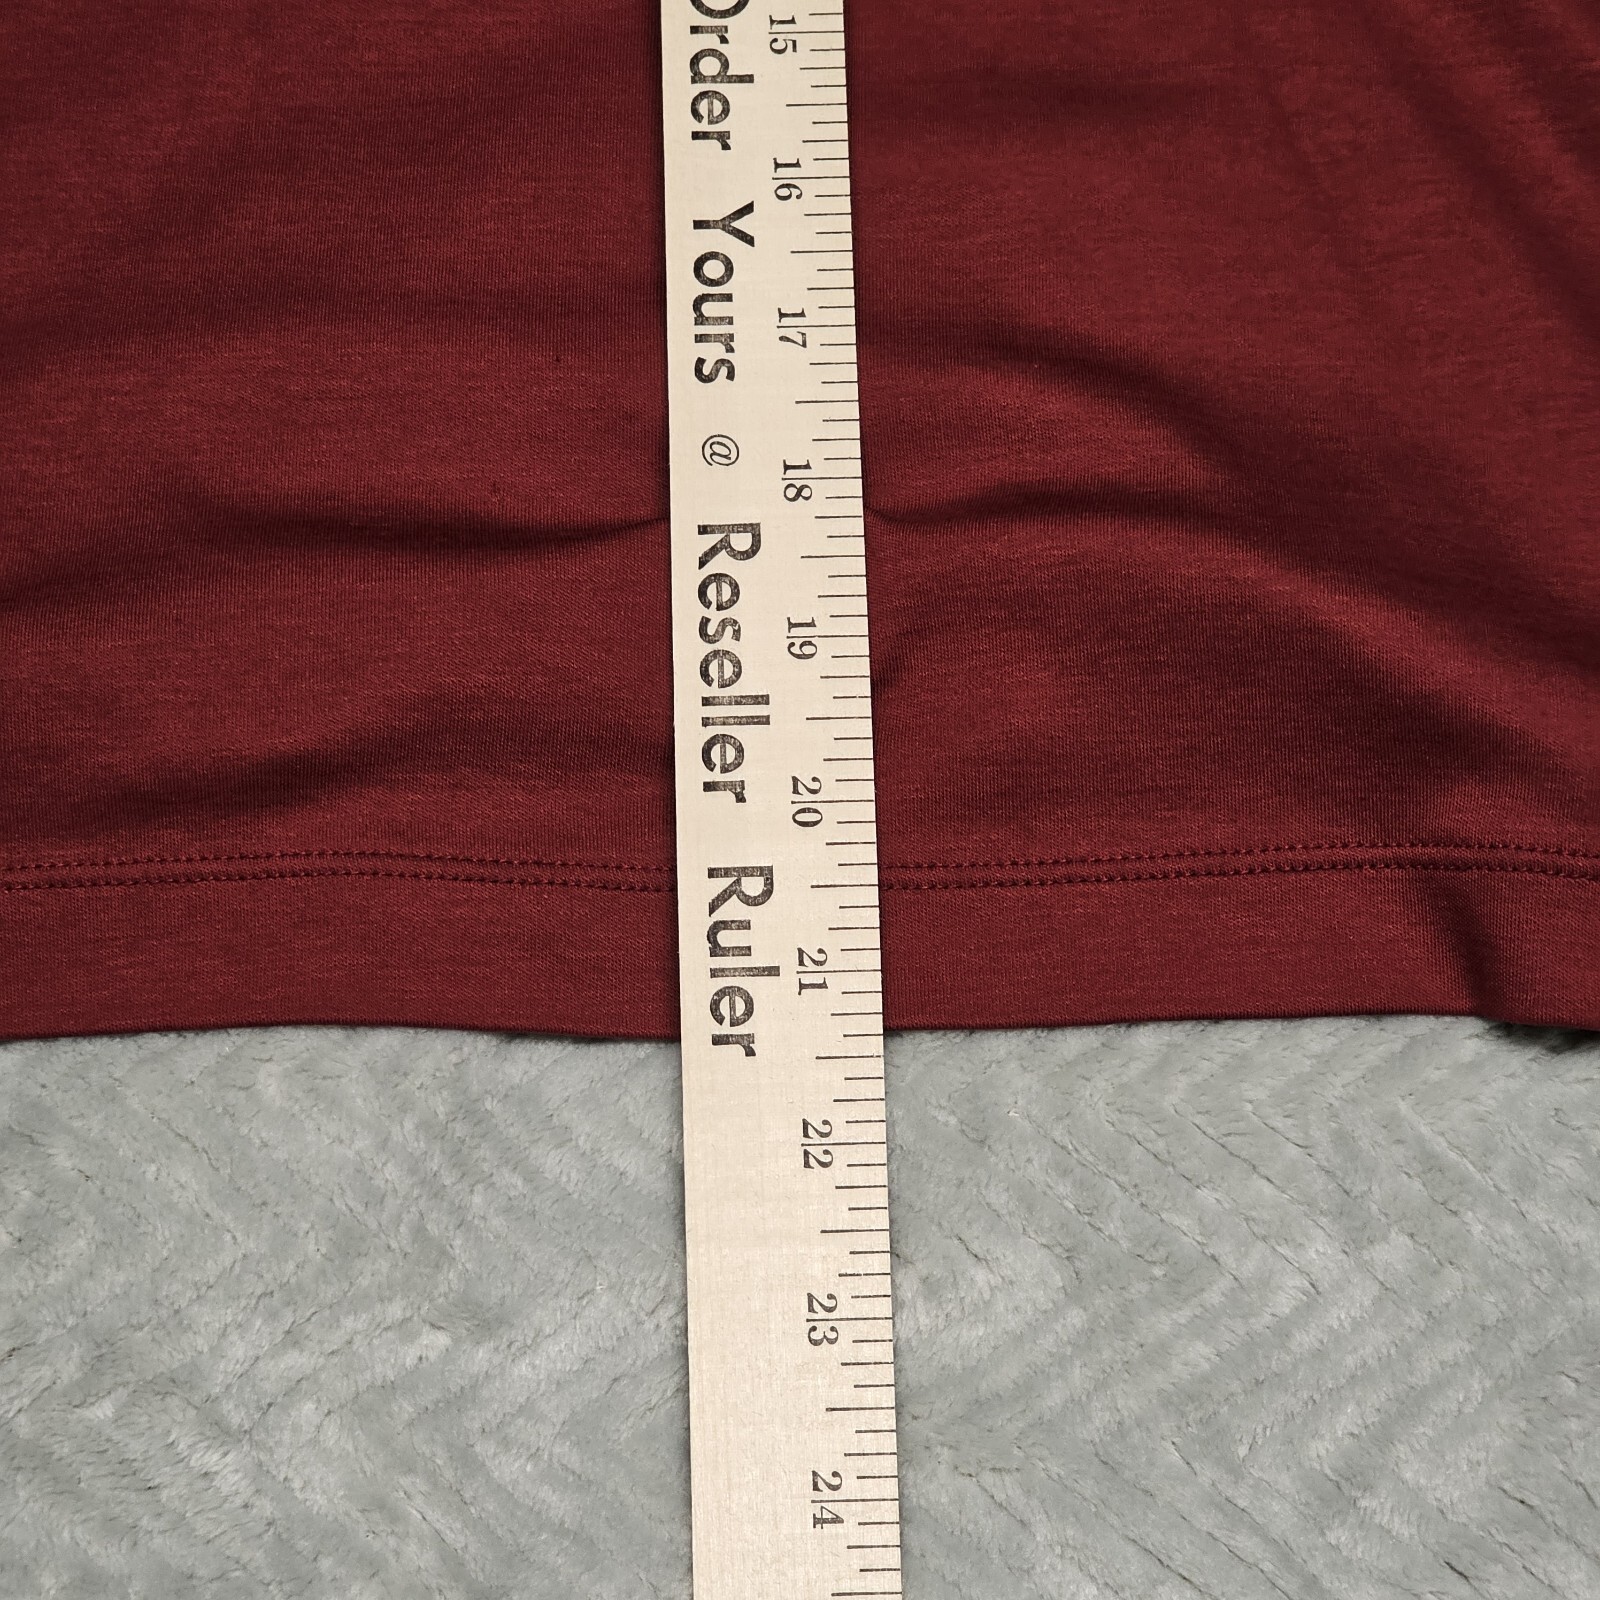 Order Yours @ Reseller Ruler
15 16 17 18 19 20 21 22 23 24